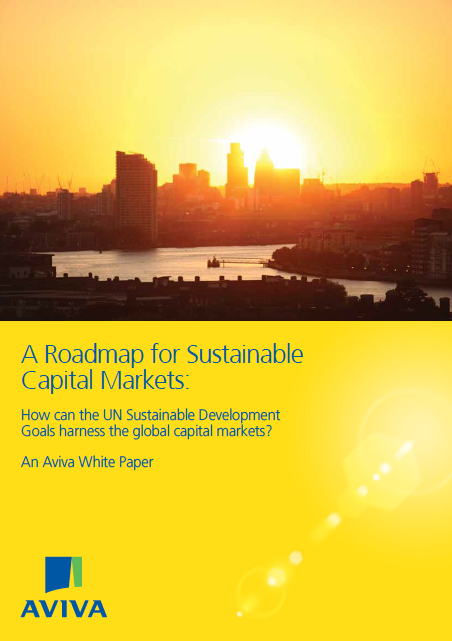 A Roadmap for Sustainable
Capital Markets:
How can the UN Sustainable Development
Goals harness the global capital markets?
An Aviva White Paper
AVIVA